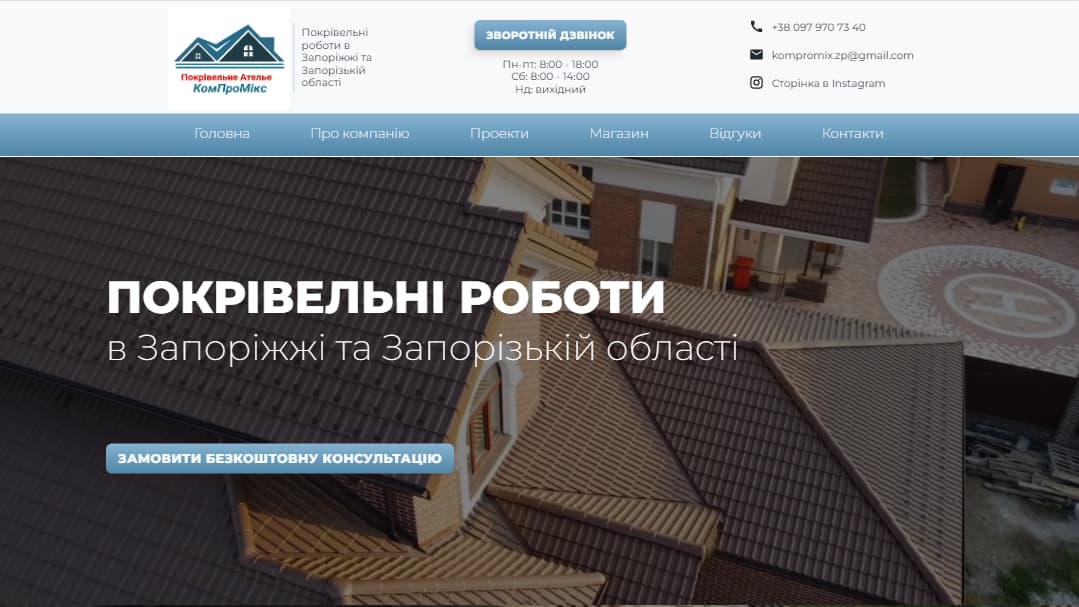 Покрівельне Ательє
КомПроМікс
Покрівельні
роботи в
Запоріжжі та
Запорізькій
області
ЗВОРОТНІЙ ДЗВІНОК
Пн-пт: 8:00 - 18:00
Сб: 8:00 - 14:00
Нд: вихідний
+38 097 970 73 40
kompromix.zp@gmail.com
Сторінка в Instagram
Головна Про компанію Проекти Магазин Відгуки Контакти
ПОКРІВЕЛЬНІ РОБОТИ
в Запоріжжі та Запорізькій області
ЗАМОВИТИ БЕЗКОШТОВНУ КОНСУЛЬТАЦІЮ